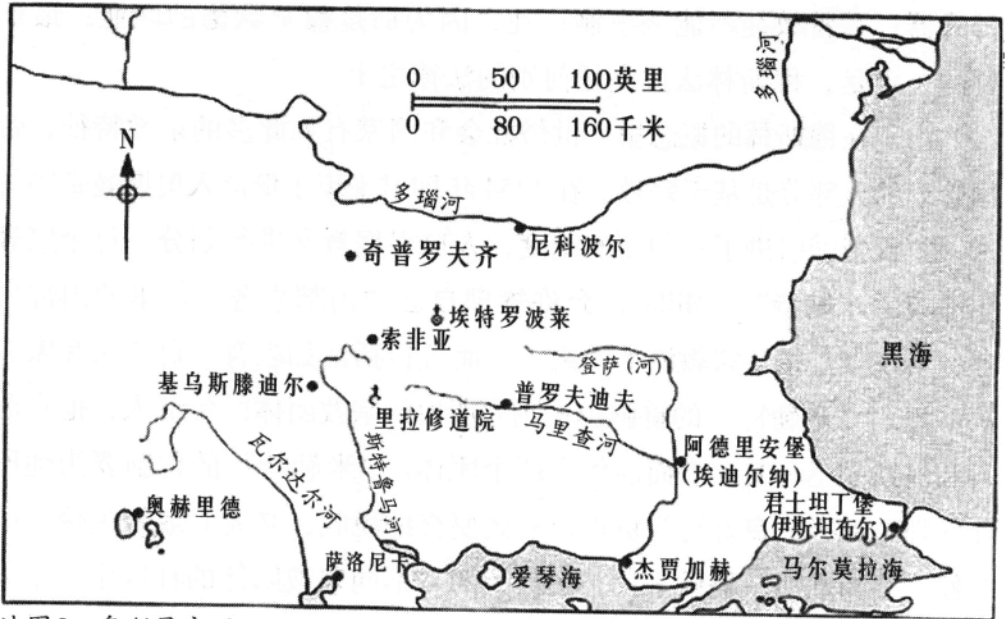 0 50 100英里
0 80 160千米
N
多瑙河
多瑙河
尼科波尔
奇普罗夫齐
埃特罗波莱
索非亚
登萨(河)
黑海
基乌斯滕迪尔
里拉修道院
普罗夫迪夫
马里查河
阿德里安堡
(埃迪尔纳)
瓦尔达尔河
斯特鲁马河
奥赫里德
君士坦丁堡
(伊斯坦布尔)
萨洛尼卡
爱琴海
杰贾加赫
马尔莫拉海